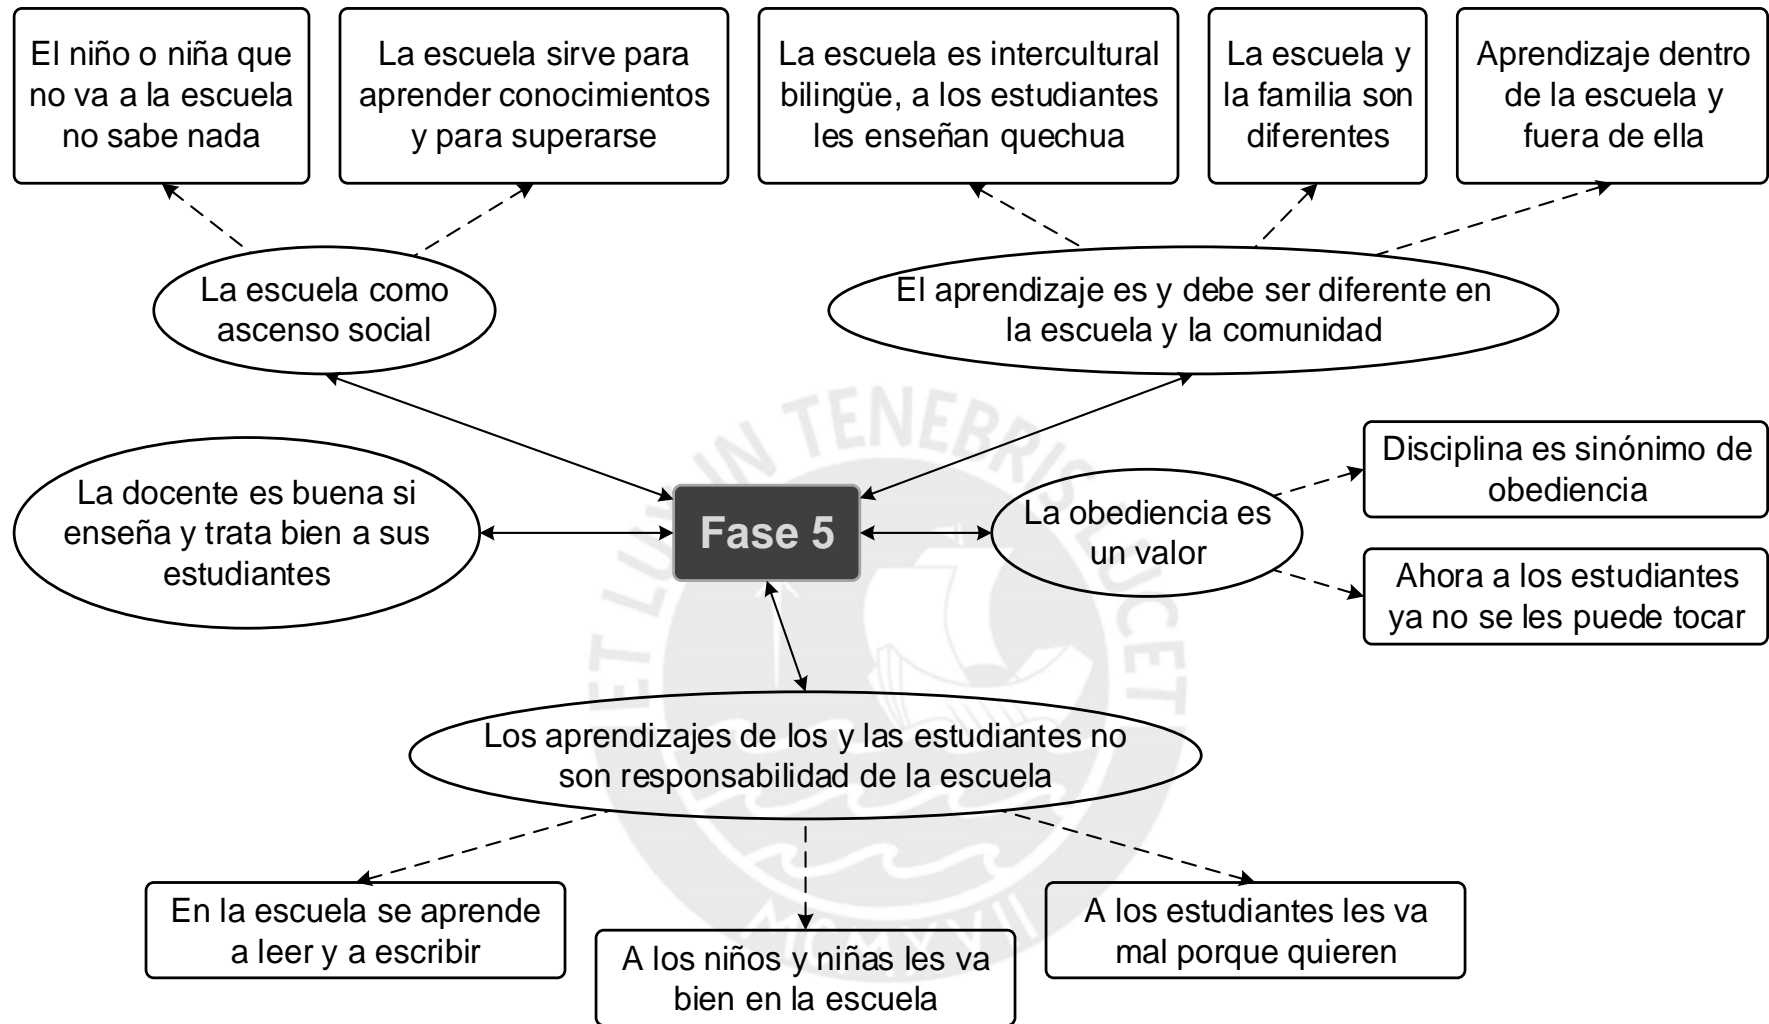 El niño o niña que
no va a la escuela
no sabe nada
La escuela sirve para
aprender conocimientos
y para superarse
La escuela es intercultural
bilingüe, a los estudiantes
les enseñan quechua
La escuela y
la familia son
diferentes
Aprendizaje dentro
de la escuela y
fuera de ella
La escuela como
ascenso social
El aprendizaje es y debe ser diferente en
la escuela y la comunidad
La docente es buena si
enseña y trata bien a sus
estudiantes
Fase 5
La obediencia es
un valor
Disciplina es sinónimo de
obediencia
Ahora a los estudiantes
ya no se les puede tocar
Los aprendizajes de los y las estudiantes no
son responsabilidad de la escuela
En la escuela se aprende
a leer y a escribir
A los niños y niñas les va
bien en la escuela
A los estudiantes les va
mal porque quieren
ET LUX IN TENEBRIS LUCET
MCMXVII